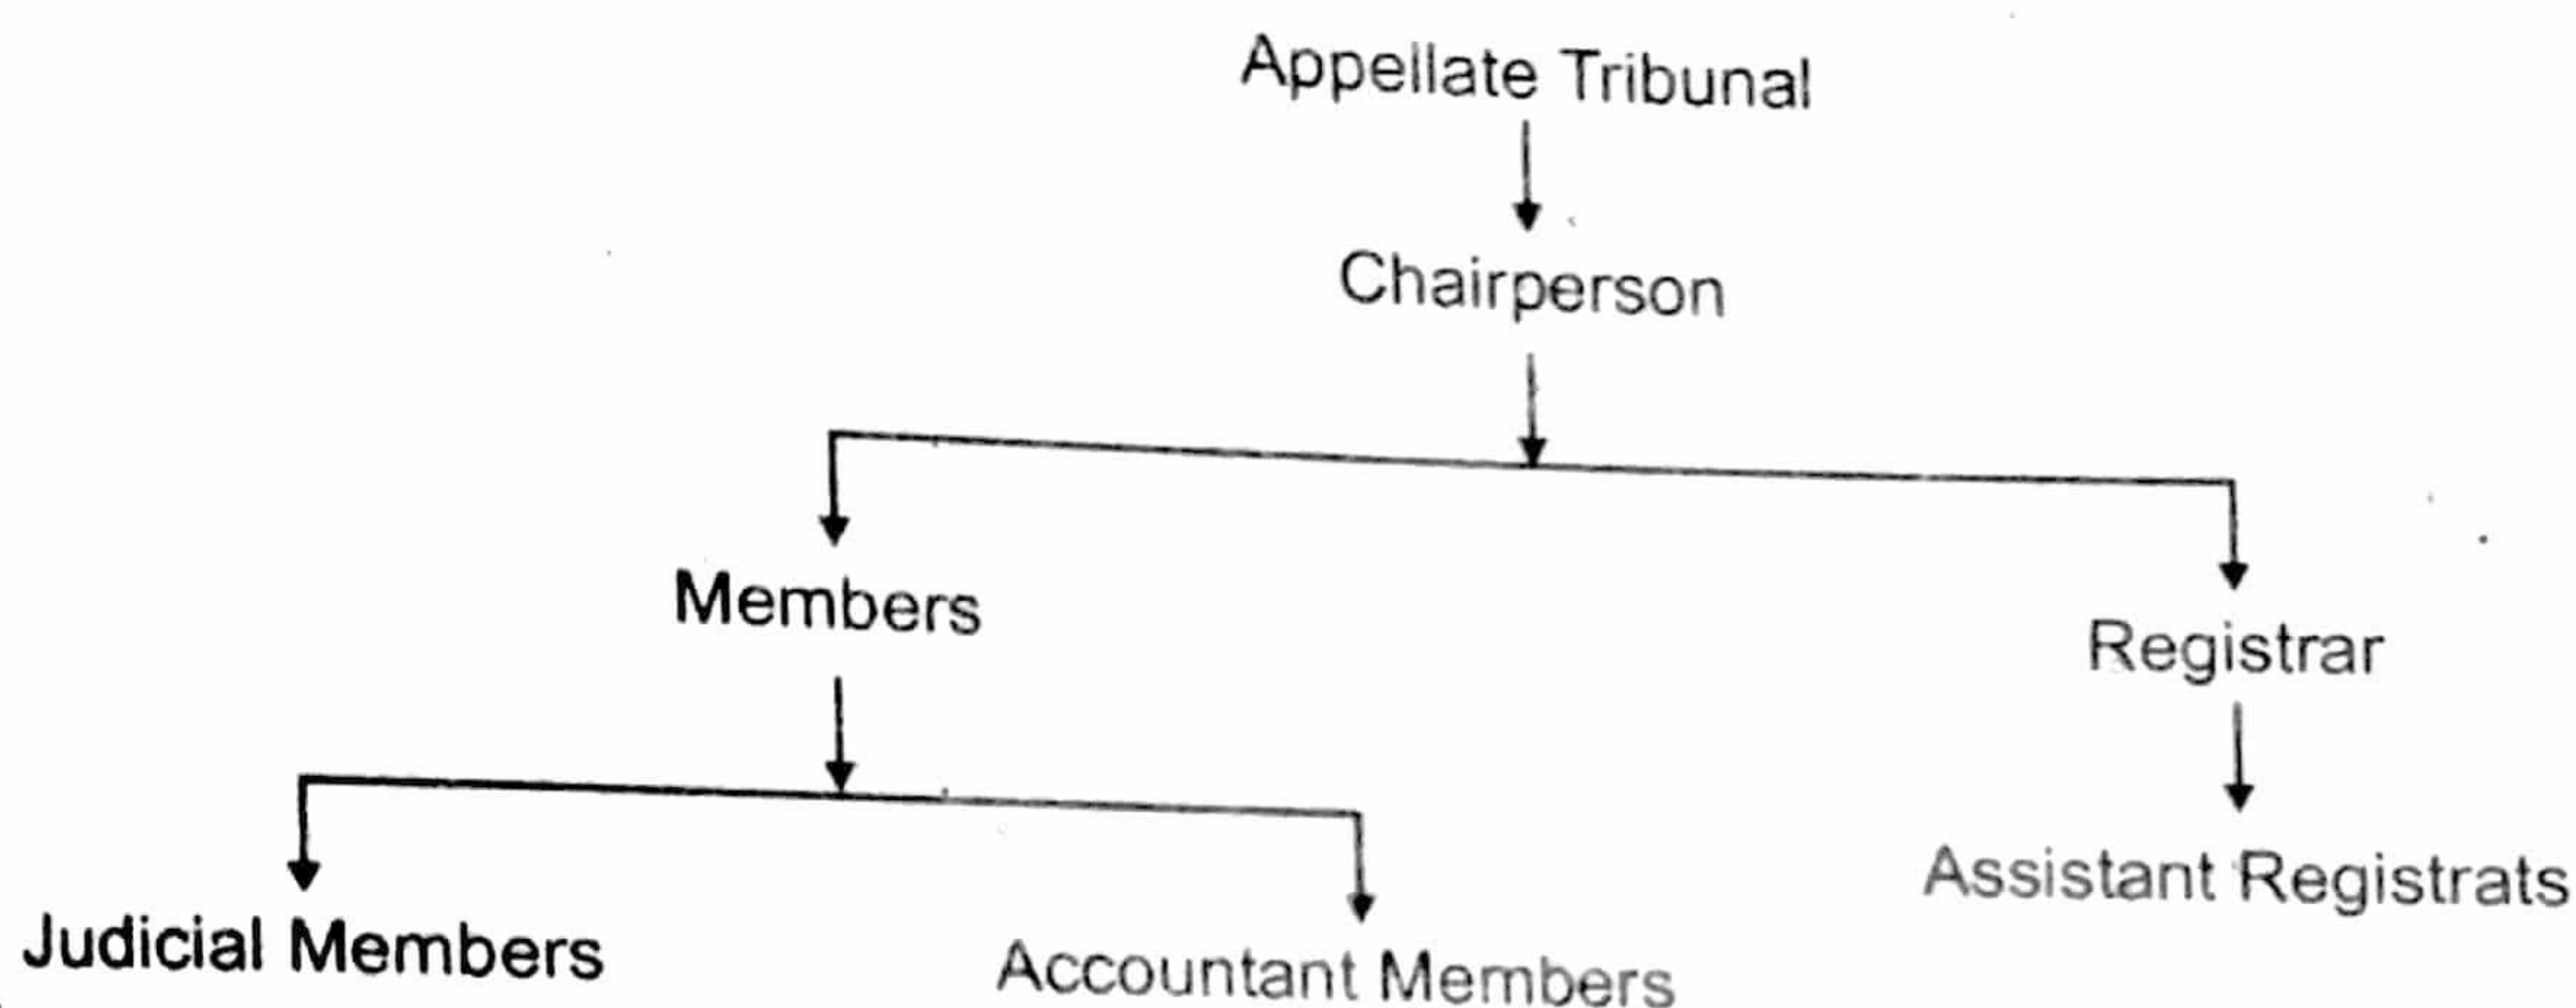 Appellate Tribunal
Chairperson
Members
Registrar
Assistant Registrats
Judicial Members
Accountant Members